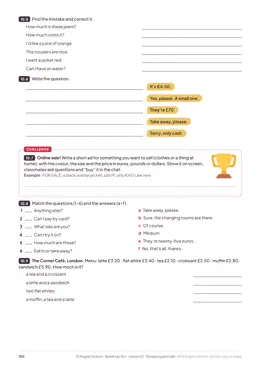 10.5 Find the mistake and correct it.
How much is these jeans?
How much costs it?
I'd like a juice of orange.
This trousers are nice.
I want a jacket red.
Can I have an water?
10.6 Write the question.
It's €4.50.
Yes, please. A small one.
They're £70.
Take away, please.
Sorry, only cash.
CHALLENGE
10.7 Online sale! Write a short ad for something you want to sell (clothes or a thing at
home), with the colour, the size and the price in euros, pounds or dollars. Show it on screen;
classmates ask questions and "buy" it in the chat.
Example: FOR SALE: a black leather jacket, size M, only €40! Like new.
10.8 Match the questions (1–6) and the answers (a–f).
1 ___ Anything else?
2 ___ Can I pay by card?
3 ___ What size are you?
4 ___ Can I try it on?
5 ___ How much are these?
6 ___ Eat in or take away?
a Take away, please.
b Sure, the changing rooms are there.
c Of course.
d Medium.
e They're twenty-five euros.
f No, that's all, thanks.
10.9 The Corner Café, London. Menu: latte £3.20 · flat white £3.40 · tea £2.10 · croissant £2.50 · muffin £2.80 ·
sandwich £5.90. How much is it?
a tea and a croissant
a latte and a sandwich
two flat whites
a muffin, a tea and a latte